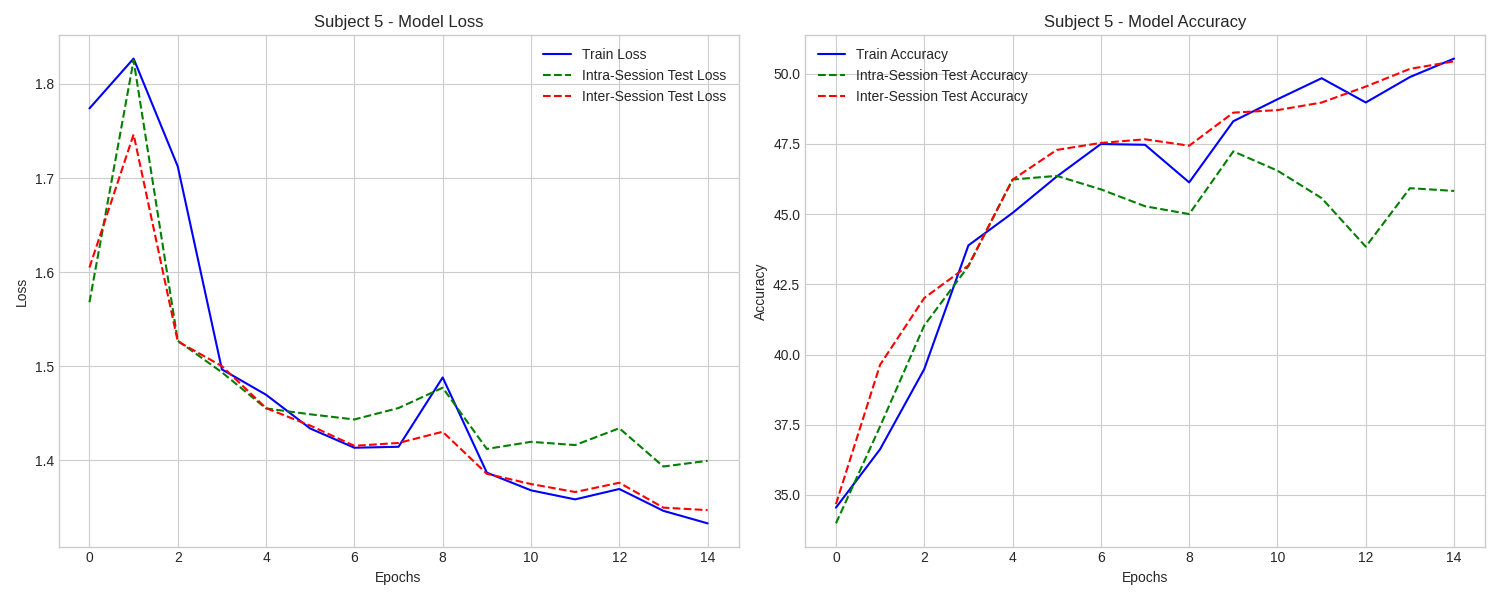 Subject 5 - Model Loss
Train Loss
Intra-Session Test Loss
Inter-Session Test Loss
1.8
1.7
1.6
1.5
1.4
Loss
0 2 4 6 8 10 12 14
Epochs
Subject 5 - Model Accuracy
Train Accuracy
Intra-Session Test Accuracy
Inter-Session Test Accuracy
50.0
47.5
45.0
42.5
40.0
37.5
35.0
Accuracy
0 2 4 6 8 10 12 14
Epochs